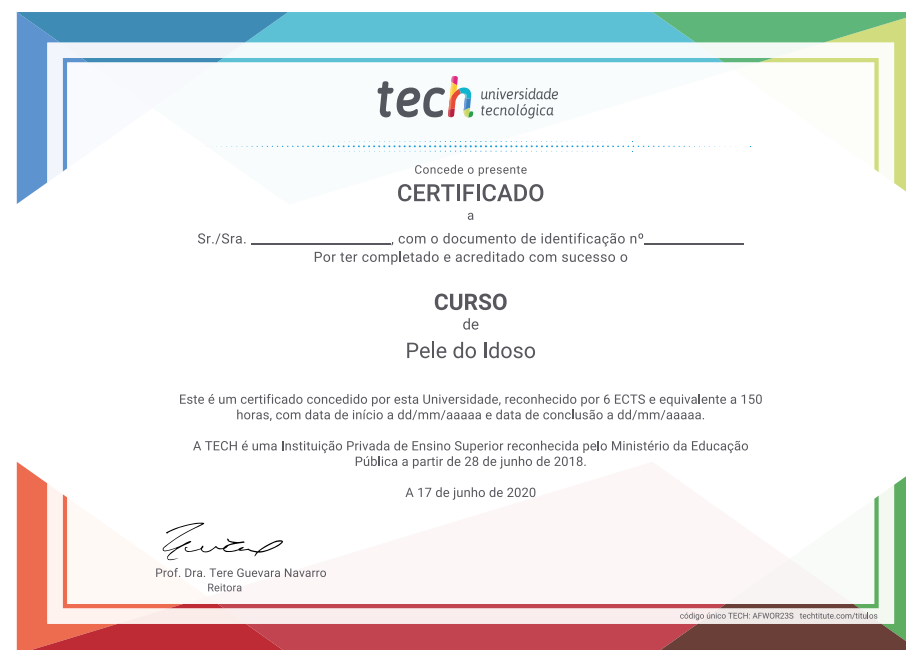 tech universidade
tecnológica
Concede o presente
CERTIFICADO
a
Sr./Sra. ____________________, com o documento de identificação nº______________
Por ter completado e acreditado com sucesso o
CURSO
de
Pele do Idoso
Este é um certificado concedido por esta Universidade, reconhecido por 6 ECTS e equivalente a 150
horas, com data de início a dd/mm/aaaaa e data de conclusão a dd/mm/aaaaa.
A TECH é uma Instituição Privada de Ensino Superior reconhecida pelo Ministério da Educação
Pública a partir de 28 de junho de 2018.
A 17 de junho de 2020
Prof. Dra. Tere Guevara Navarro
Reitora
código único TECH: AFWOR23S techtitute.com/titulos